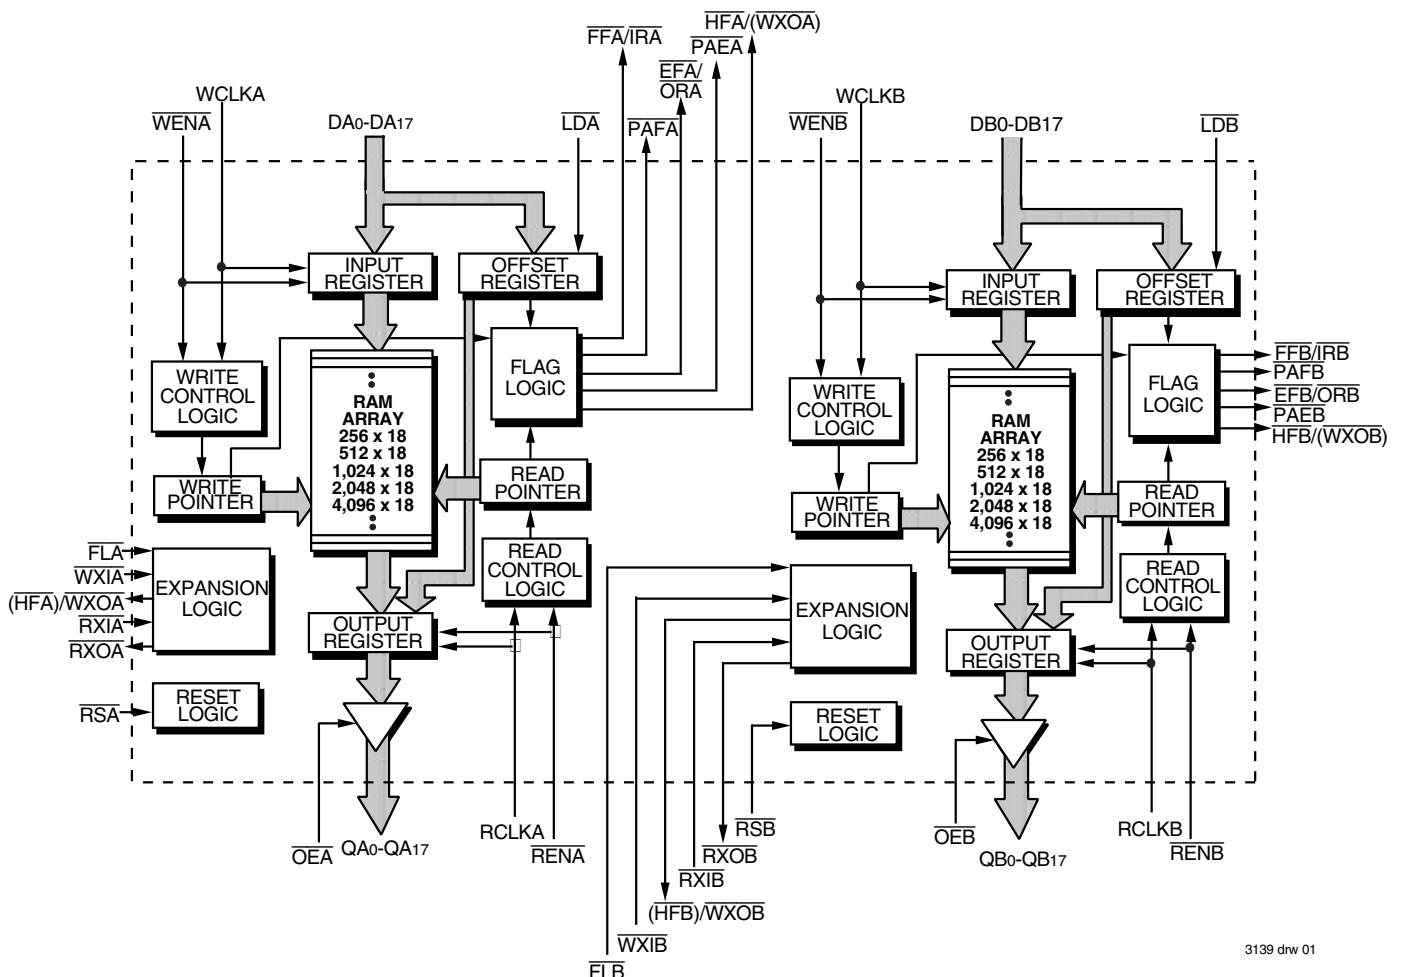 HFA/(WXOA)
FFA/IRA
PAEA
EFA/
ORA
WCLKA
WENA
DA0-DA17
LDA
PAFA
WCLKB
WENB
DB0-DB17
LDB
INPUT
REGISTER
OFFSET
REGISTER
WRITE
CONTROL
LOGIC
RAM
ARRAY
256 x 18
512 x 18
1,024 x 18
2,048 x 18
4,096 x 18
FLAG
LOGIC
WRITE
POINTER
READ
POINTER
READ
CONTROL
LOGIC
FLA
WXIA
(HFA)/WXOA
RXIA
RXOA
EXPANSION
LOGIC
OUTPUT
REGISTER
RSA
RESET
LOGIC
OEA
QA0-QA17
RCLKA
RENA
INPUT
REGISTER
OFFSET
REGISTER
WRITE
CONTROL
LOGIC
RAM
ARRAY
256 x 18
512 x 18
1,024 x 18
2,048 x 18
4,096 x 18
FLAG
LOGIC
FFB/IRB
PAFB
EFB/ORB
PAEB
HFB/(WXOB)
WRITE
POINTER
READ
POINTER
READ
CONTROL
LOGIC
EXPANSION
LOGIC
OUTPUT
REGISTER
RESET
LOGIC
RSB
RXOB
RXIB
(HFB)/WXOB
WXIB
FLB
OEB
QB0-QB17
RCLKB
RENB
3139 drw 01